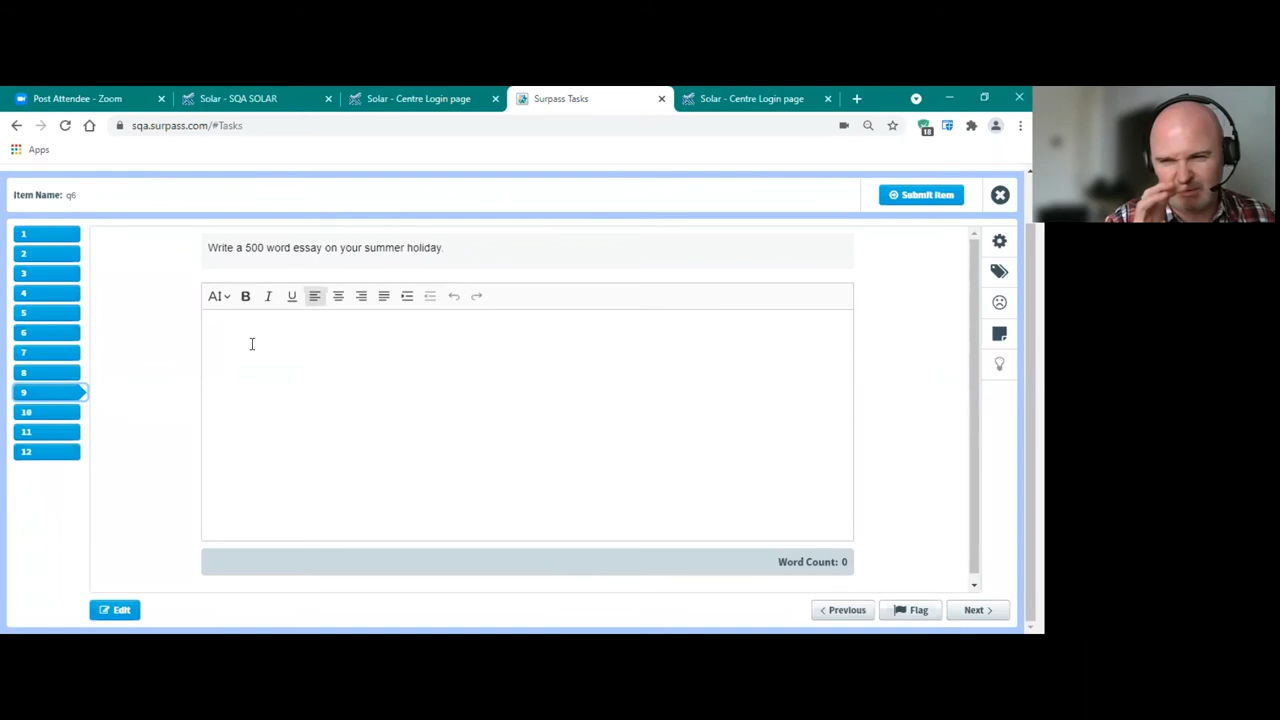 Post Attendee - Zoom
Solar - SQA SOLAR
Solar - Centre Login page
Surpass Tasks
Solar - Centre Login page
sqa.surpass.com/#Tasks
18
Apps
Item Name: q6
Submit Item
1
2
3
4
5
6
7
8
9
10
11
12
Write a 500 word essay on your summer holiday.
AI B I U
Word Count: 0
Edit
Previous
Flag
Next